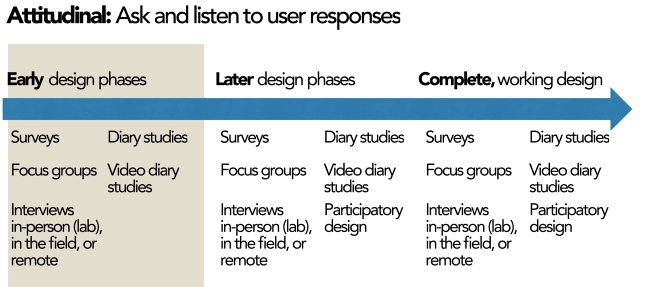 Attitudinal: Ask and listen to user responses
Early design phases
Surveys
Focus groups
Interviews
in-person (lab),
in the field, or
remote
Diary studies
Video diary
studies
Later design phases
Surveys
Focus groups
Interviews
in-person (lab),
in the field, or
remote
Diary studies
Video diary
studies
Participatory
design
Complete, working design
Surveys
Focus groups
Interviews
in-person (lab),
in the field, or
remote
Diary studies
Video diary
studies
Participatory
design